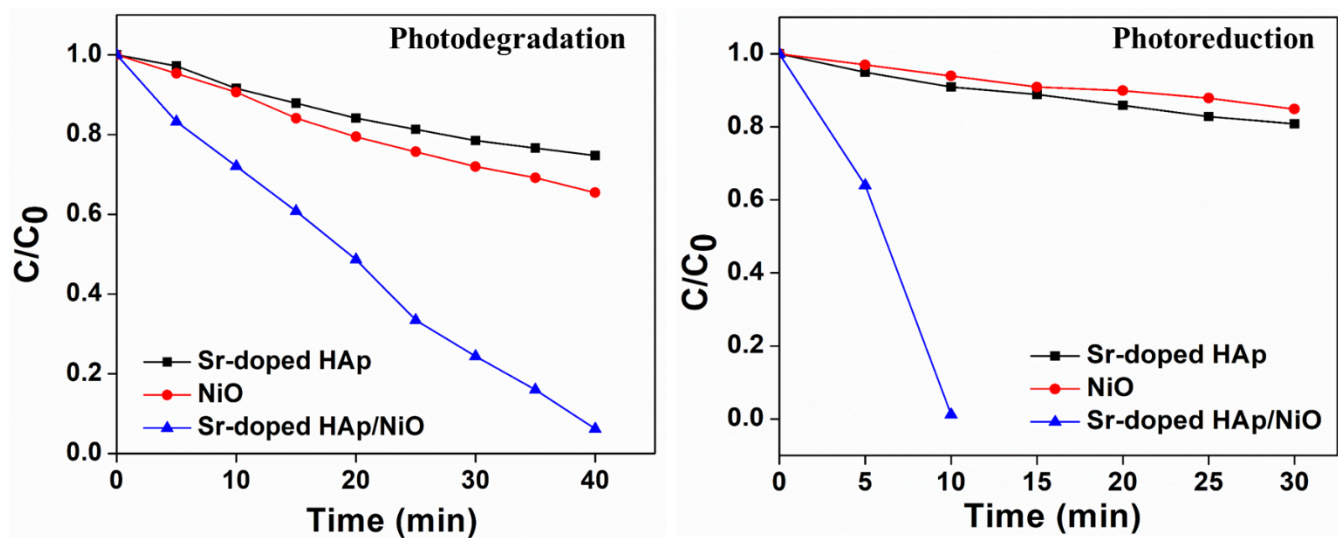 Photodegradation
1.0
0.8
0.6
0.4
0.2
0.0
C/C0
Sr-doped HAp
NiO
Sr-doped HAp/NiO
0 10 20 30 40
Time (min)
Photoreduction
1.0
0.8
0.6
0.4
0.2
0.0
C/C0
Sr-doped HAp
NiO
Sr-doped HAp/NiO
0 5 10 15 20 25 30
Time (min)